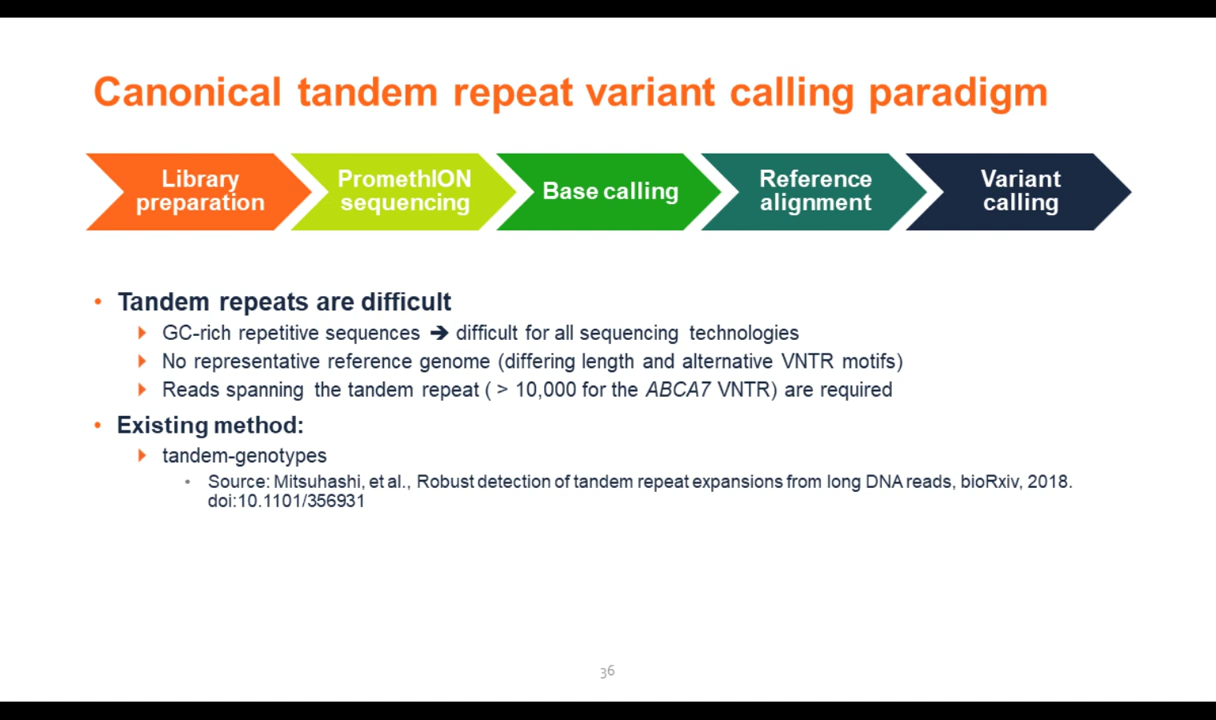 Canonical tandem repeat variant calling paradigm
Library
preparation
PromethION
sequencing
Base calling
Reference
alignment
Variant
calling
• Tandem repeats are difficult
GC-rich repetitive sequences ➔ difficult for all sequencing technologies
No representative reference genome (differing length and alternative VNTR motifs)
Reads spanning the tandem repeat ( > 10,000 for the ABCA7 VNTR) are required
• Existing method:
tandem-genotypes
• Source: Mitsuhashi, et al., Robust detection of tandem repeat expansions from long DNA reads, bioRxiv, 2018.
doi:10.1101/356931
36